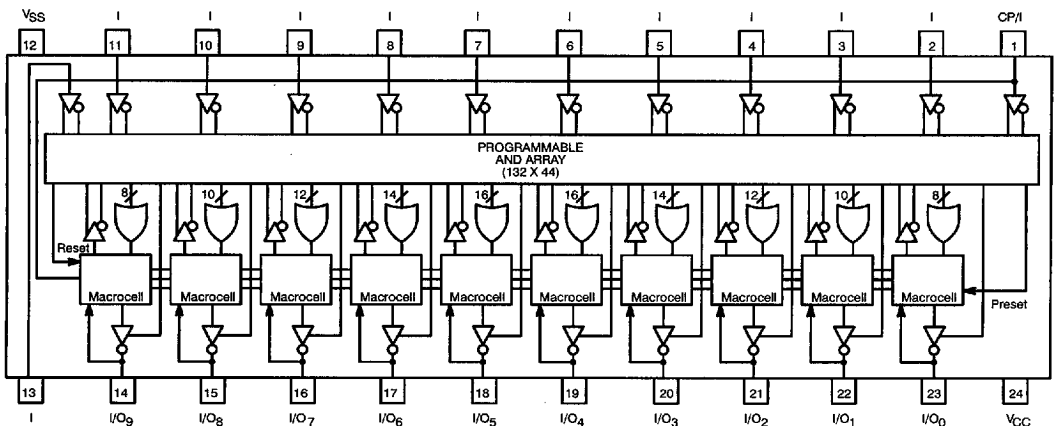 VSS I I I I I I I I I I CP/I
12 11 10 9 8 7 6 5 4 3 2 1
PROGRAMMABLE
AND ARRAY
(132 X 44)
8 10 12 14 16 16 14 12 10 8
Reset
Macrocell Macrocell Macrocell Macrocell Macrocell Macrocell Macrocell Macrocell Macrocell Macrocell
Preset
13 14 15 16 17 18 19 20 21 22 23 24
I I/O9 I/O8 I/O7 I/O6 I/O5 I/O4 I/O3 I/O2 I/O1 I/O0 VCC